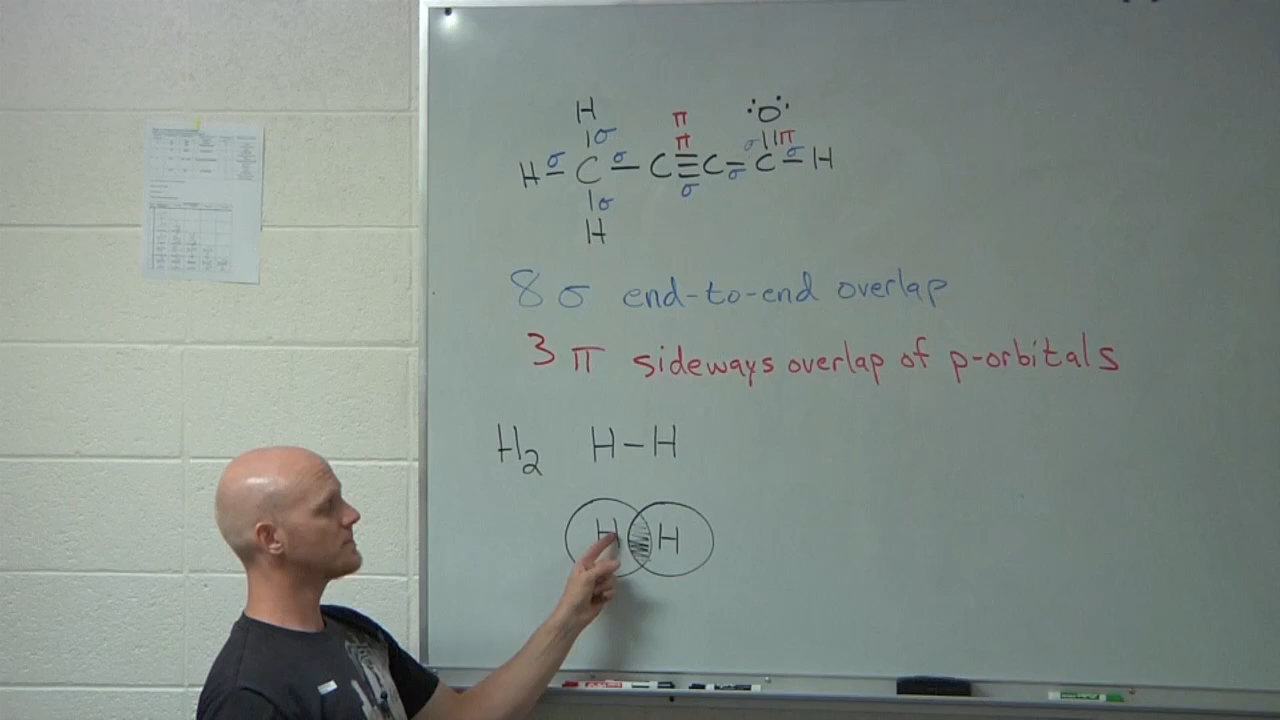 H :O:
σ π σ π
H σ C σ C ≡ C = C – H
π σ σ σ
σ
H
8 σ end-to-end overlap
3 π sideways overlap of p-orbitals
H₂ H–H
H H